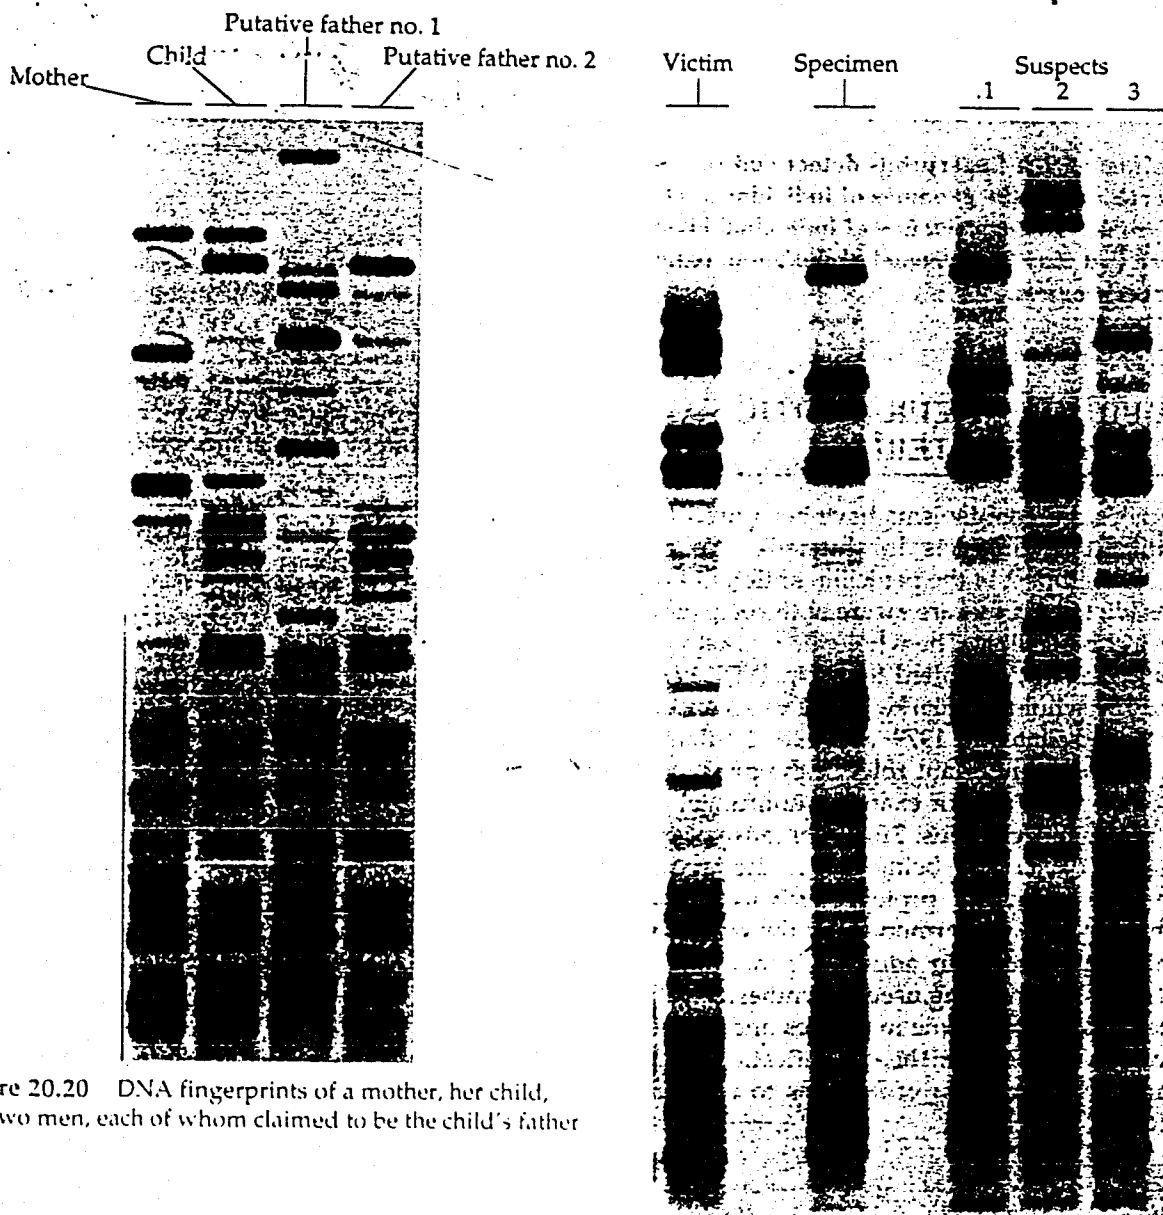 Putative father no. 1
Child
Putative father no. 2
Mother
Victim
Specimen
Suspects
.1 2 3
re 20.20 DNA fingerprints of a mother, her child,
wo men, each of whom claimed to be the child's father